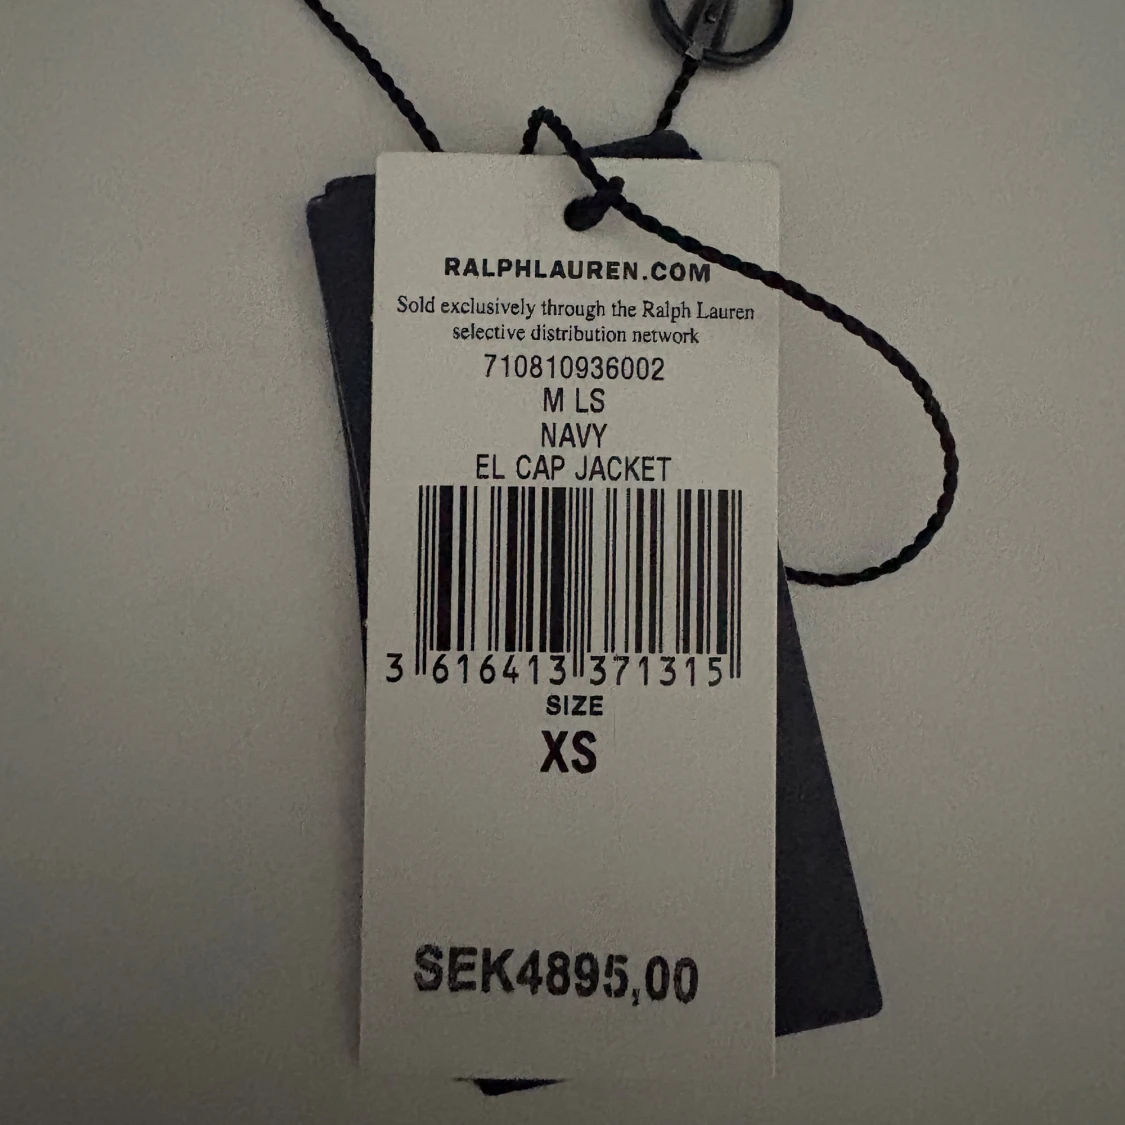 RALPHLAUREN.COM
Sold exclusively through the Ralph Lauren
selective distribution network
710810936002
M LS
NAVY
EL CAP JACKET
3 616413 371315
SIZE
XS
SEK4895,00